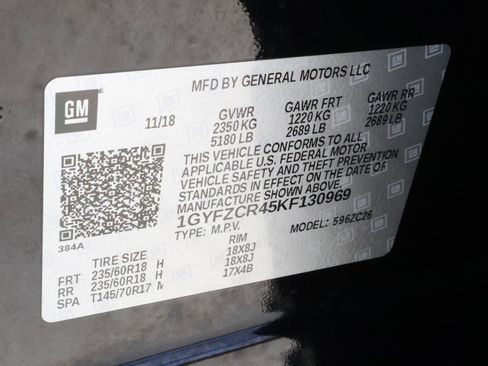 MFD BY GENERAL MOTORS LLC
GM
11/18 GVWR GAWR FRT GAWR RR
2350 KG 1220 KG 1220 KG
5180 LB 2689 LB 2689 LB
THIS VEHICLE CONFORMS TO ALL
APPLICABLE U.S. FEDERAL MOTOR
VEHICLE SAFETY AND THEFT PREVENTION
STANDARDS IN EFFECT ON THE DATE OF
MANUFACTURE SHOWN ABOVE.
1GYFZCR45KF130969
384A
TYPE: M.P.V. MODEL: 596ZC26
TIRE SIZE RIM
FRT 235/60R18 H 18X8J
RR 235/60R18 H 18X8J
SPA T145/70R17 M 17X4B